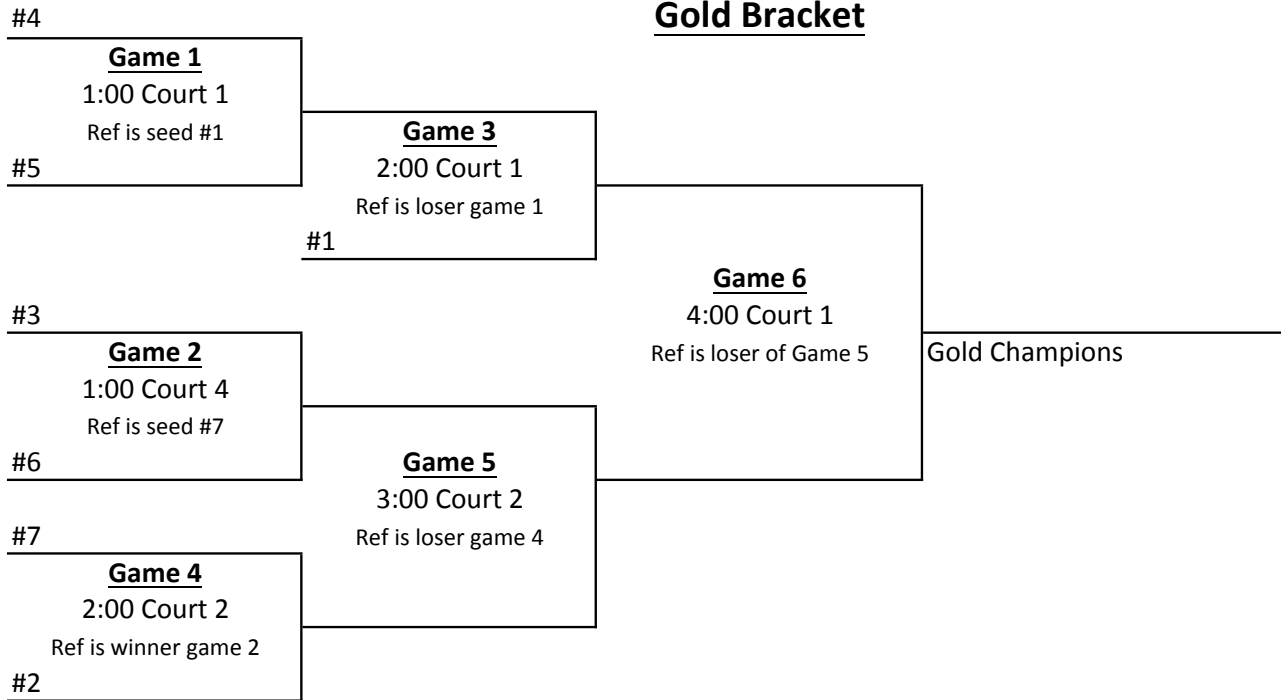 Gold Bracket
#4
Game 1
1:00 Court 1
Ref is seed #1
#5
Game 3
2:00 Court 1
Ref is loser game 1
#1
#3
Game 2
1:00 Court 4
Ref is seed #7
#6
Game 5
3:00 Court 2
Ref is loser game 4
#7
Game 4
2:00 Court 2
Ref is winner game 2
#2
Game 6
4:00 Court 1
Ref is loser of Game 5
Gold Champions